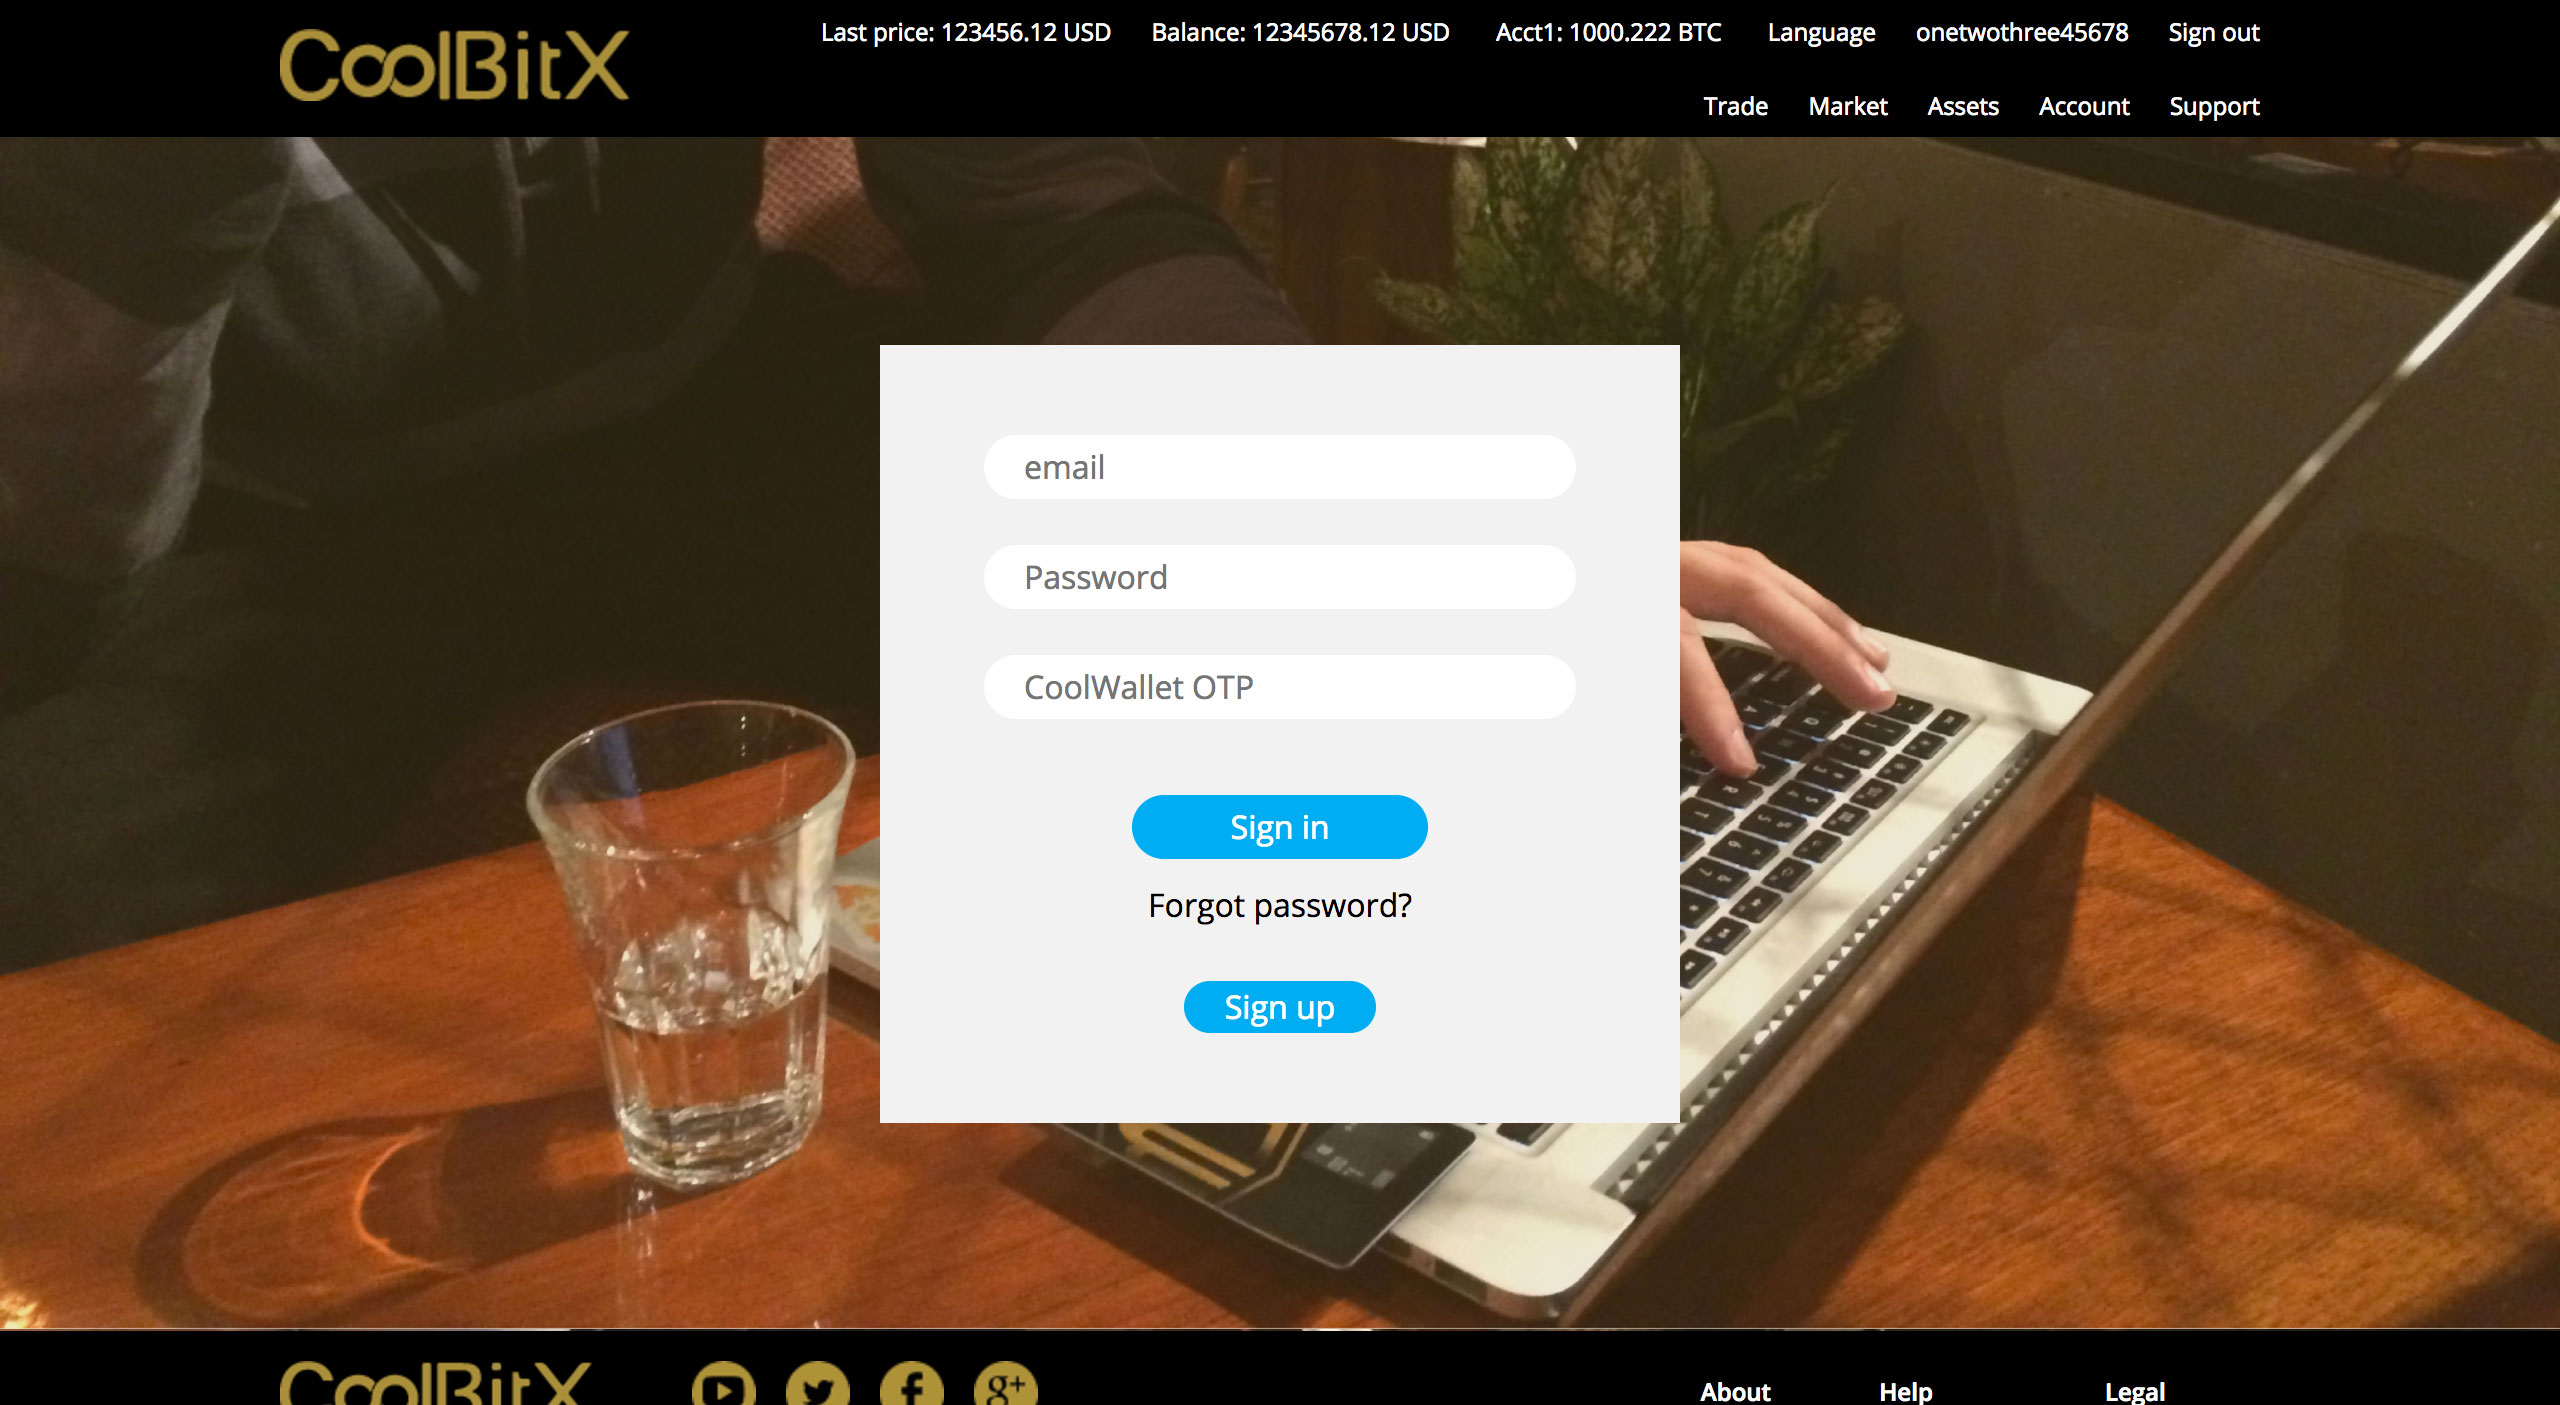 CoolBitX
Last price: 123456.12 USD Balance: 12345678.12 USD Acct1: 1000.222 BTC Language onetwothree45678 Sign out
Trade Market Assets Account Support
email
Password
CoolWallet OTP
Sign in
Forgot password?
Sign up
CoolBitX
g+
About Help Legal